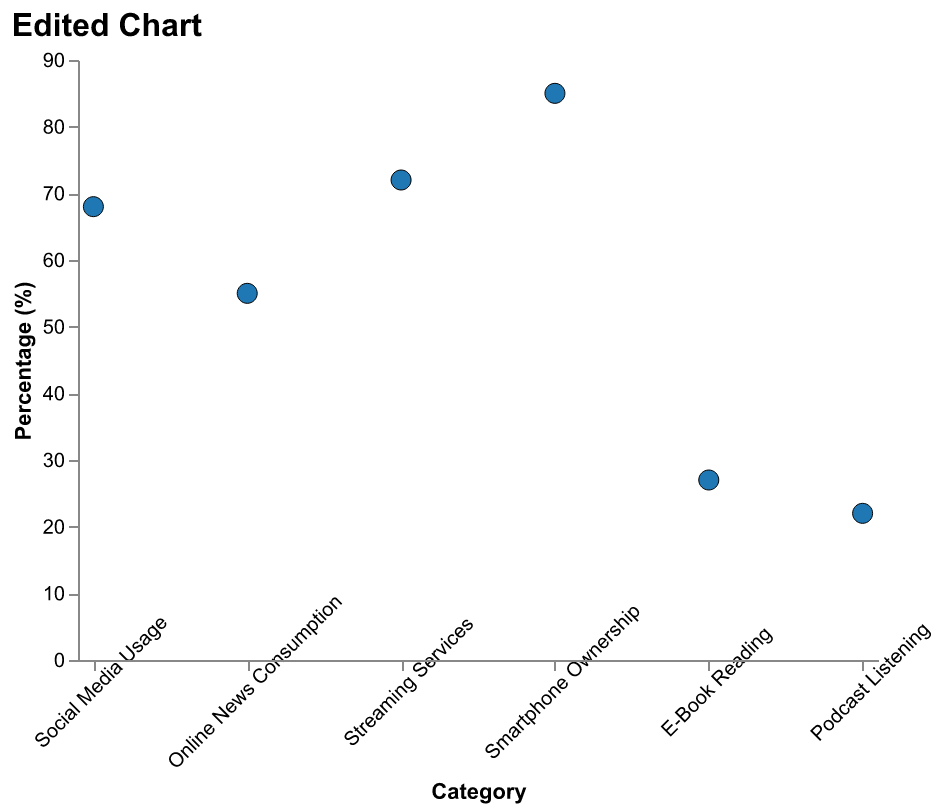 Edited Chart
90
80
70
60
50
40
30
20
10
0
Percentage (%)
Social Media Usage
Online News Consumption
Streaming Services
Smartphone Ownership
E-Book Reading
Podcast Listening
Category